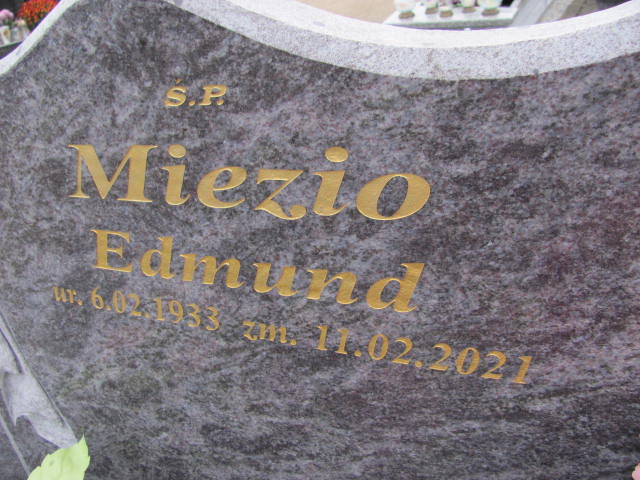 Ś.P.
Miezio
Edmund
ur. 6.02.1933 zm. 11.02.2021